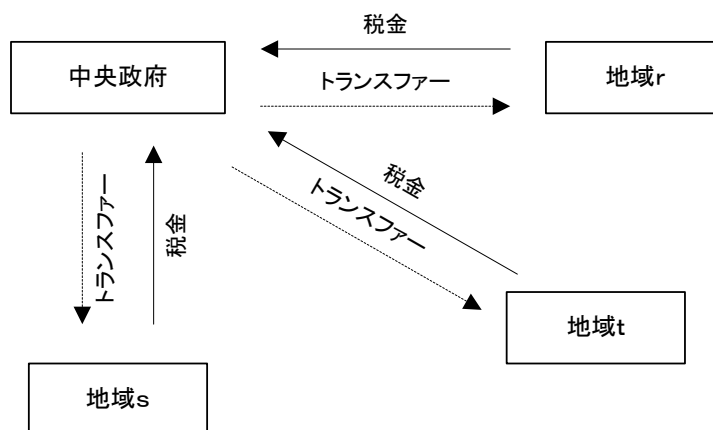 税金
中央政府
地域r
トランスファー
税金
トランスファー
トランスファー
税金
地域t
地域s